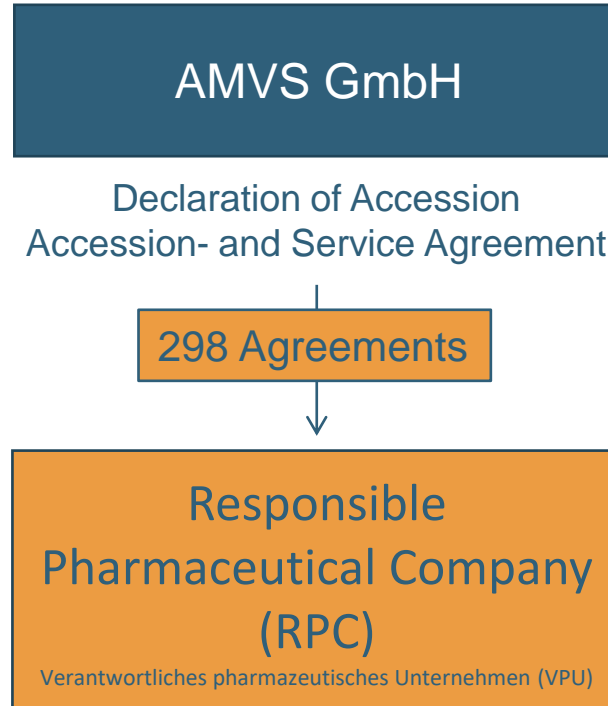 AMVS GmbH
Declaration of Accession
Accession- and Service Agreement
298 Agreements
Responsible
Pharmaceutical Company
(RPC)
Verantwortliches pharmazeutisches Unternehmen (VPU)